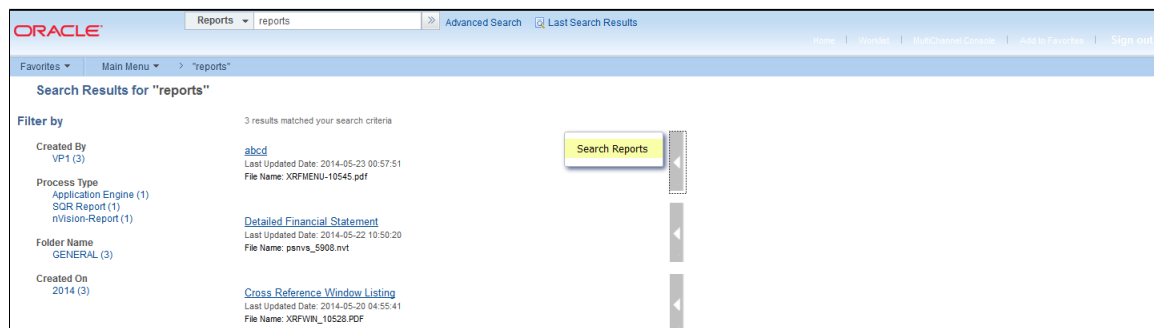 ORACLE
Reports reports » Advanced Search Last Search Results
Home | Worklist | MultiChannel Console | Add to Favorites | Sign out
Favorites Main Menu > "reports"
Search Results for "reports"
Filter by
Created By
VP1 (3)
Process Type
Application Engine (1)
SQR Report (1)
nVision-Report (1)
Folder Name
GENERAL (3)
Created On
2014 (3)
3 results matched your search criteria
abcd
Last Updated Date: 2014-05-23 00:57:51
File Name: XRFMENU-10545.pdf
Search Reports
Detailed Financial Statement
Last Updated Date: 2014-05-22 10:50:20
File Name: psnvs_5908.nvt
Cross Reference Window Listing
Last Updated Date: 2014-05-20 04:55:41
File Name: XRFWIN_10528.PDF